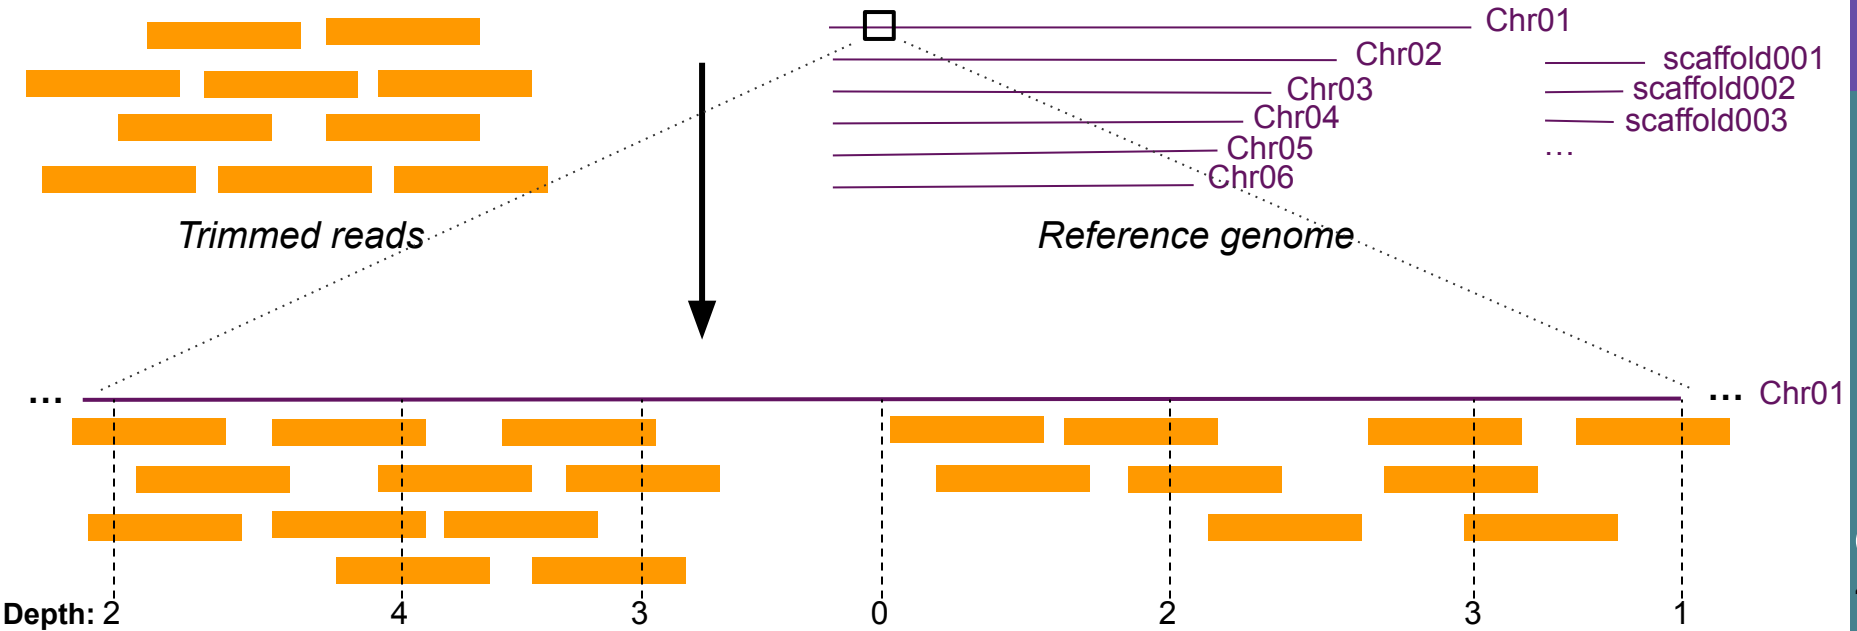 Chr01
Chr02
scaffold001
Chr03
scaffold002
Chr04
scaffold003
Chr05
...
Chr06
Trimmed reads
Reference genome
... ... Chr01
Depth: 2 4 3 0 2 3 1